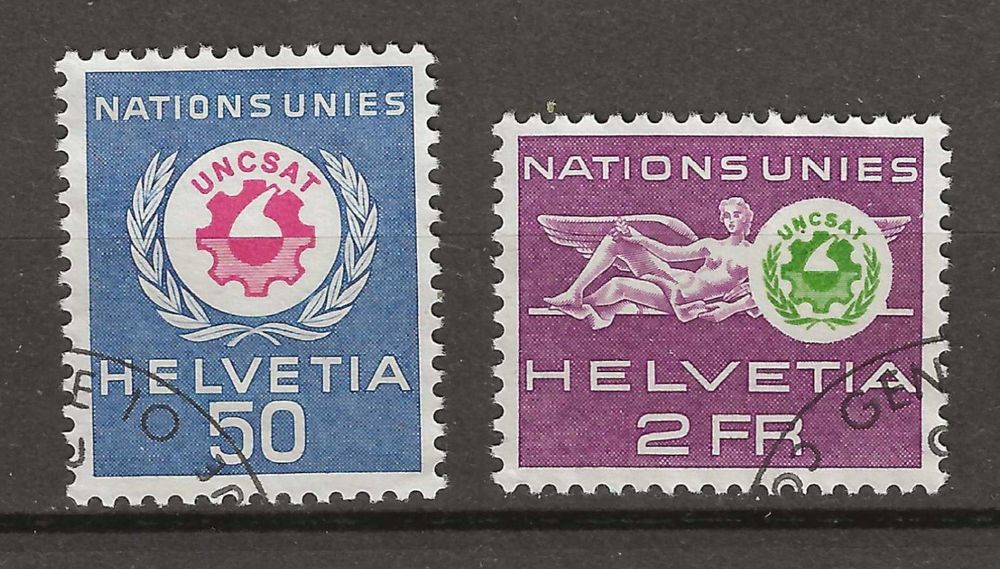 NATIONS UNIES
UNCSAT
HELVETIA
50
NATIONS UNIES
UNCSAT
HELVETIA
2 FR